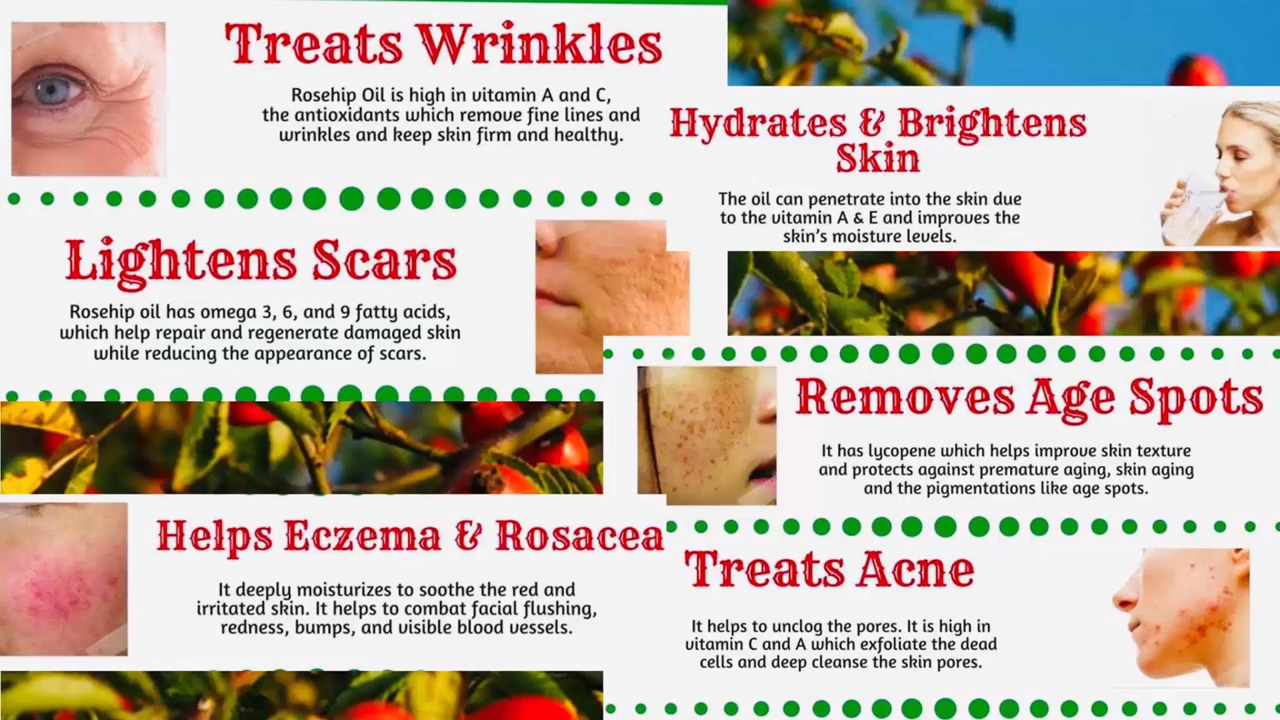 Treats Wrinkles
Rosehip Oil is high in vitamin A and C,
the antioxidants which remove fine lines and
wrinkles and keep skin firm and healthy.
Hydrates & Brightens
Skin
The oil can penetrate into the skin due
to the vitamin A & E and improves the
skin's moisture levels.
Lightens Scars
Rosehip oil has omega 3, 6, and 9 fatty acids,
which help repair and regenerate damaged skin
while reducing the appearance of scars.
Removes Age Spots
It has lycopene which helps improve skin texture
and protects against premature aging, skin aging
and the pigmentations like age spots.
Helps Eczema & Rosacea
It deeply moisturizes to soothe the red and
irritated skin. It helps to combat facial flushing,
redness, bumps, and visible blood vessels.
Treats Acne
It helps to unclog the pores. It is high in
vitamin C and A which exfoliate the dead
cells and deep cleanse the skin pores.